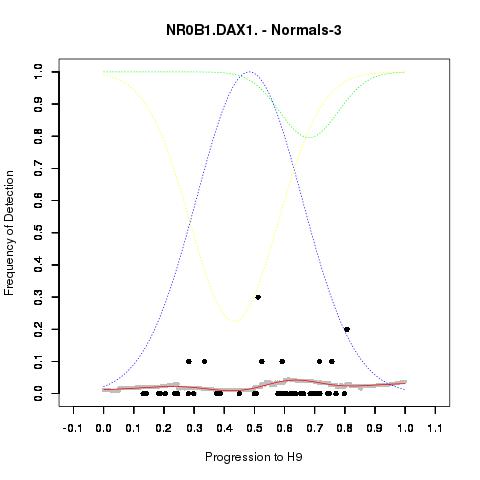 NR0B1.DAX1. - Normals-3
Frequency of Detection
1.0
0.9
0.8
0.7
0.6
0.5
0.4
0.3
0.2
0.1
0.0
-0.1 0.0 0.1 0.2 0.3 0.4 0.5 0.6 0.7 0.8 0.9 1.0 1.1
Progression to H9